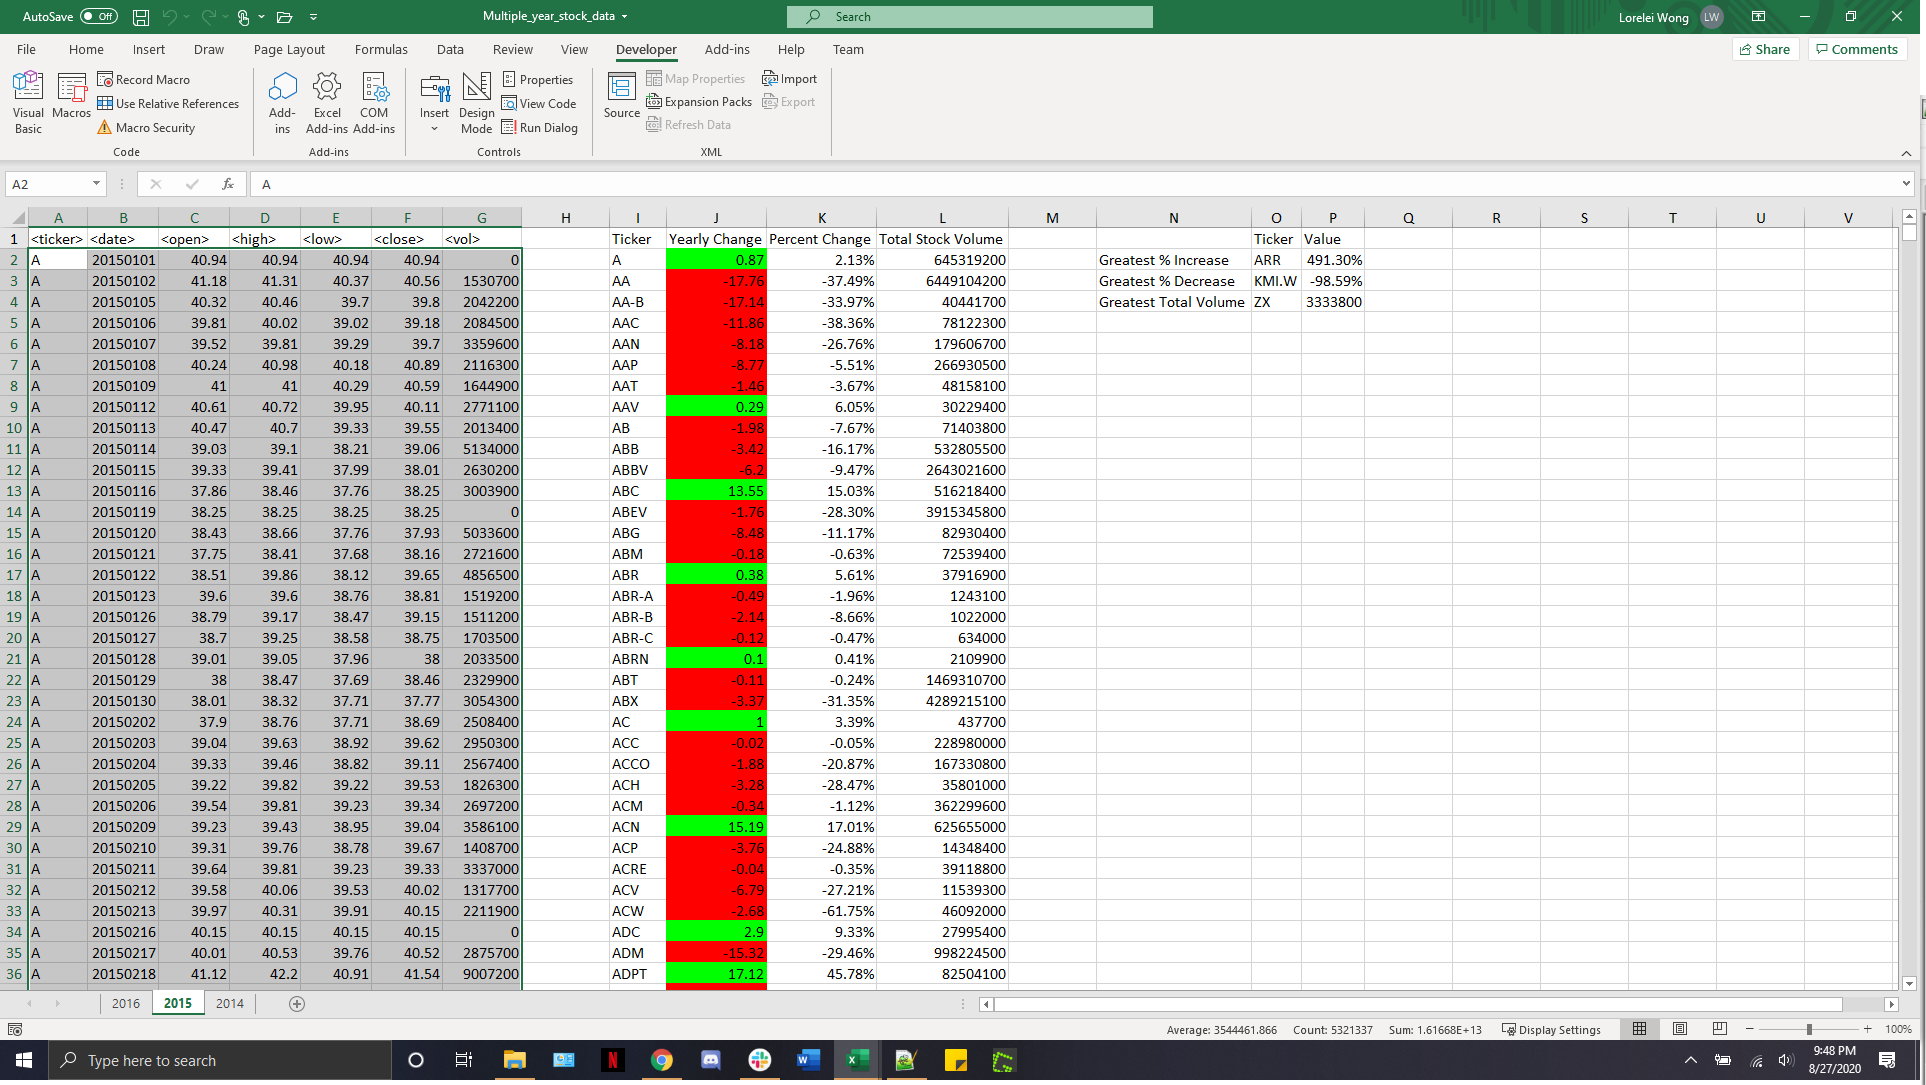 AutoSave Off Multiple_year_stock_data Search Lorelei Wong LW
File Home Insert Draw Page Layout Formulas Data Review View Developer Add-ins Help Team Share Comments
Visual Basic Macros Record Macro Use Relative References Macro Security Code
Add-ins Excel Add-ins COM Add-ins Add-ins
Insert Design Mode Properties View Code Run Dialog Controls
Source Map Properties Expansion Packs Refresh Data Import Export XML
A2 fx A
A B C D E F G H I J K L M N O P Q R S T U V
1 <ticker> <date> <open> <high> <low> <close> <vol> Ticker Yearly Change Percent Change Total Stock Volume Ticker Value
2 A 20150101 40.94 40.94 40.94 40.94 0 A 0.87 2.13% 645319200 Greatest % Increase ARR 491.30%
3 A 20150102 41.18 41.31 40.37 40.56 1530700 AA -17.76 -37.49% 6449104200 Greatest % Decrease KMI.W -98.59%
4 A 20150105 40.32 40.46 39.7 39.8 2042200 AA-B -17.14 -33.97% 40441700 Greatest Total Volume ZX 3333800
5 A 20150106 39.81 40.02 39.02 39.18 2084500 AAC -11.86 -38.36% 78122300
6 A 20150107 39.52 39.81 39.29 39.7 3359600 AAN -8.18 -26.76% 179606700
7 A 20150108 40.24 40.98 40.18 40.89 2116300 AAP -8.77 -5.51% 266930500
8 A 20150109 41 41 40.29 40.59 1644900 AAT -1.46 -3.67% 48158100
9 A 20150112 40.61 40.72 39.95 40.11 2771100 AAV 0.29 6.05% 30229400
10 A 20150113 40.47 40.7 39.33 39.55 2013400 AB -1.98 -7.67% 71403800
11 A 20150114 39.03 39.1 38.21 39.06 5134000 ABB -3.42 -16.17% 532805500
12 A 20150115 39.33 39.41 37.99 38.01 2630200 ABBV -6.2 -9.47% 2643021600
13 A 20150116 37.86 38.46 37.76 38.25 3003900 ABC 13.55 15.03% 516218400
14 A 20150119 38.25 38.25 38.25 38.25 0 ABEV -1.76 -28.30% 3915345800
15 A 20150120 38.43 38.66 37.76 37.93 5033600 ABG -8.48 -11.17% 82930400
16 A 20150121 37.75 38.41 37.68 38.16 2721600 ABM -0.18 -0.63% 72539400
17 A 20150122 38.51 39.86 38.12 39.65 4856500 ABR 0.38 5.61% 37916900
18 A 20150123 39.6 39.6 38.76 38.81 1519200 ABR-A -0.49 -1.96% 1243100
19 A 20150126 38.79 39.17 38.47 39.15 1511200 ABR-B -2.14 -8.66% 1022000
20 A 20150127 38.7 39.25 38.58 38.75 1703500 ABR-C -0.12 -0.47% 634000
21 A 20150128 39.01 39.05 37.96 38 2033500 ABRN 0.1 0.41% 2109900
22 A 20150129 38 38.47 37.69 38.46 2329900 ABT -0.11 -0.24% 1469310700
23 A 20150130 38.01 38.32 37.71 37.77 3054300 ABX -3.37 -31.35% 4289215100
24 A 20150202 37.9 38.76 37.71 38.69 2508400 AC 1 3.39% 437700
25 A 20150203 39.04 39.63 38.92 39.62 2950300 ACC -0.02 -0.05% 228980000
26 A 20150204 39.33 39.46 38.82 39.11 2567400 ACCO -1.88 -20.87% 167330800
27 A 20150205 39.22 39.82 39.22 39.53 1826300 ACH -3.28 -28.47% 35801000
28 A 20150206 39.54 39.81 39.23 39.34 2697200 ACM -0.34 -1.12% 362299600
29 A 20150209 39.23 39.43 38.95 39.04 3586100 ACN 15.19 17.01% 625655000
30 A 20150210 39.31 39.76 38.78 39.67 1408700 ACP -3.76 -24.88% 14348400
31 A 20150211 39.64 39.81 39.23 39.33 3337000 ACRE -0.04 -0.35% 39118800
32 A 20150212 39.58 40.06 39.53 40.02 1317700 ACV -6.79 -27.21% 11539300
33 A 20150213 39.97 40.31 39.91 40.15 2211900 ACW -2.68 -61.75% 46092000
34 A 20150216 40.15 40.15 40.15 40.15 0 ADC 2.9 9.33% 27995400
35 A 20150217 40.01 40.53 39.76 40.52 2875700 ADM -15.32 -29.46% 998224500
36 A 20150218 41.12 42.2 40.91 41.54 9007200 ADPT 17.12 45.78% 82504100
2016 2015 2014
Average: 3544461.866 Count: 5321337 Sum: 1.61668E+13 Display Settings 100%
Type here to search 9:48 PM
8/27/2020